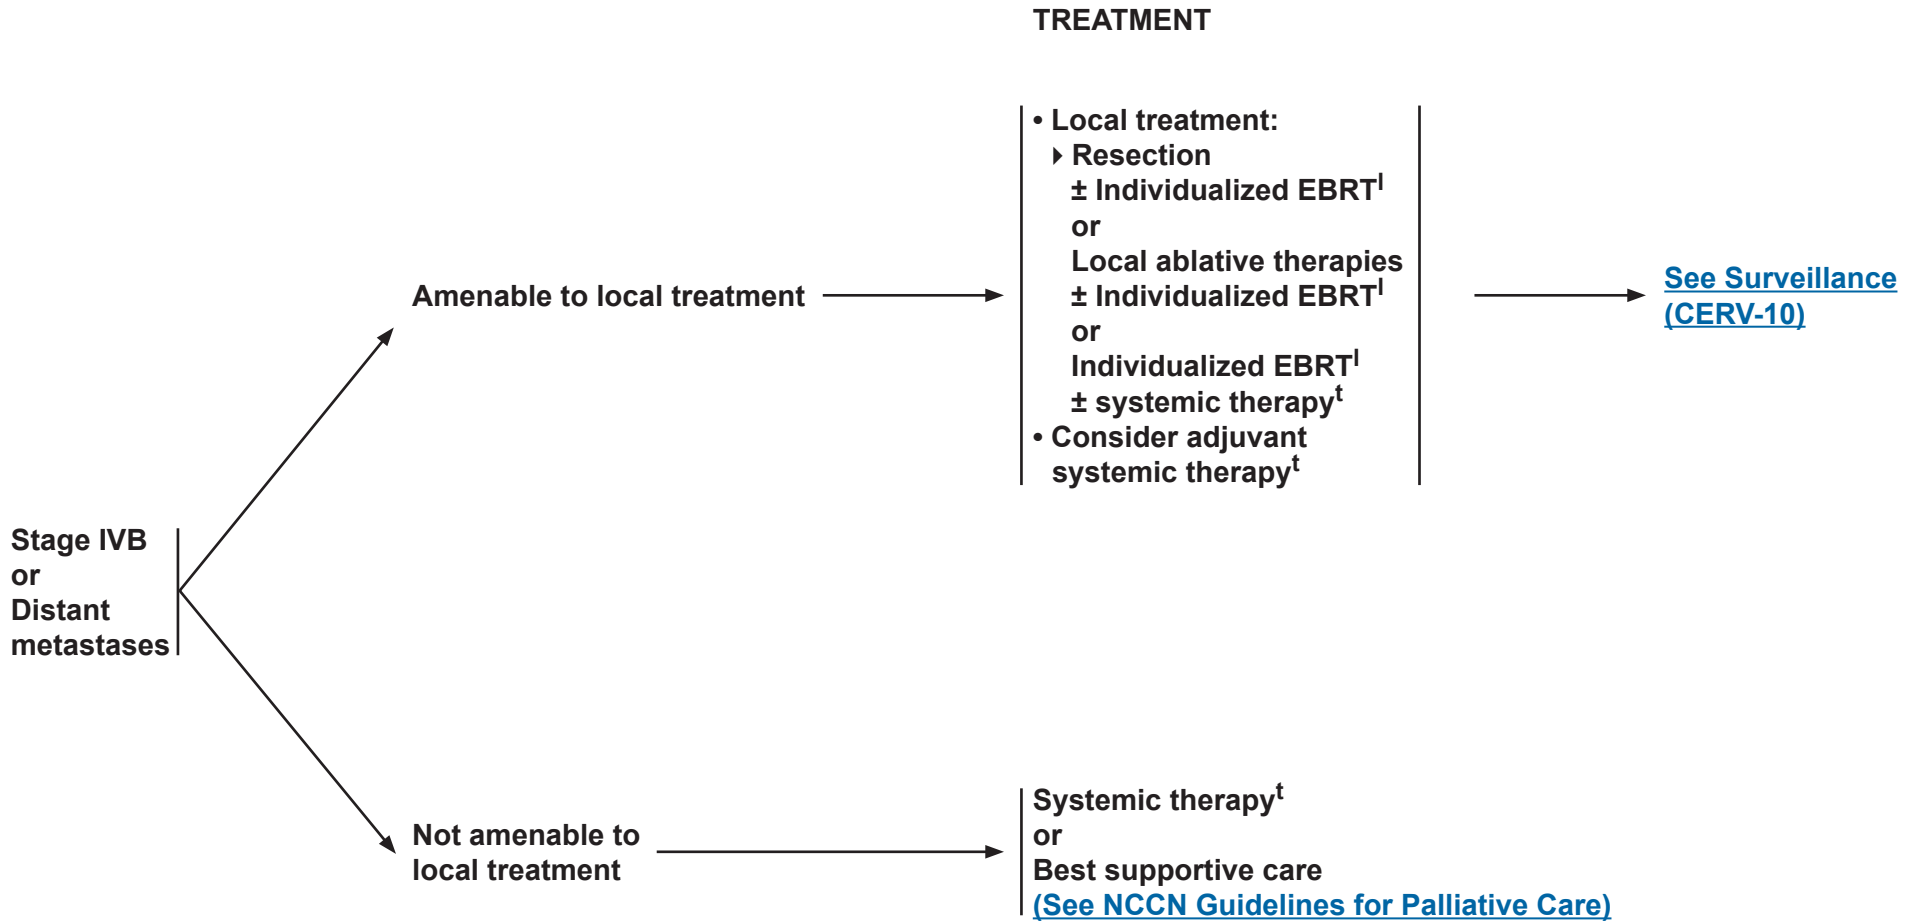 TREATMENT
Stage IVB
or
Distant
metastases
Amenable to local treatment
• Local treatment:
▸ Resection
± Individualized EBRTˡ
or
Local ablative therapies
± Individualized EBRTˡ
or
Individualized EBRTˡ
± systemic therapyᵗ
• Consider adjuvant
systemic therapyᵗ
See Surveillance
(CERV-10)
Not amenable to
local treatment
Systemic therapyᵗ
or
Best supportive care
(See NCCN Guidelines for Palliative Care)